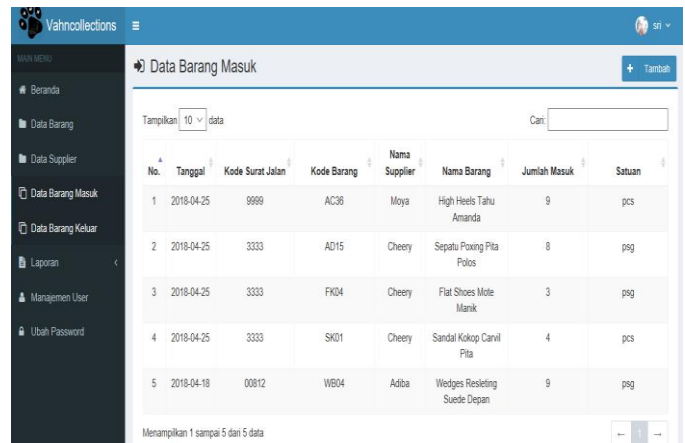 Vahncollections
sri
MAIN MENU
Beranda
Data Barang
Data Supplier
Data Barang Masuk
Data Barang Keluar
Laporan
Manajemen User
Ubah Password
Data Barang Masuk
+ Tambah
Tampilkan 10 data
Cari:
No. Tanggal Kode Surat Jalan Kode Barang Nama Supplier Nama Barang Jumlah Masuk Satuan
1 2018-04-25 9999 AC36 Moya High Heels Tahu Amanda 9 pcs
2 2018-04-25 3333 AD15 Cheery Sepatu Poxing Pita Polos 8 psg
3 2018-04-25 3333 FK04 Cheery Flat Shoes Mote Manik 3 psg
4 2018-04-25 3333 SK01 Cheery Sandal Kokop Carvil Pita 4 pcs
5 2018-04-18 00812 WB04 Adiba Wedges Resleting Suede Depan 9 psg
Menampilkan 1 sampai 5 dari 5 data
← 1 →